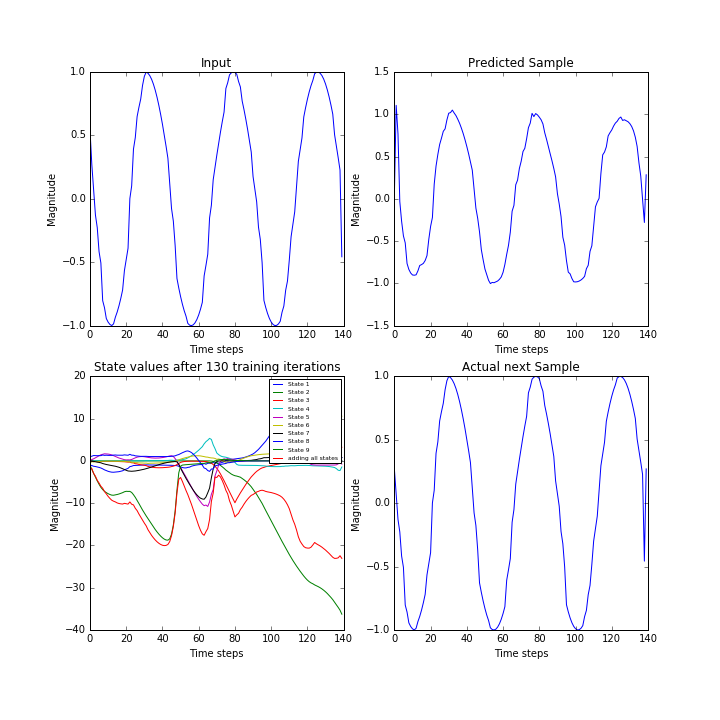 Input
1.0
0.5
0.0
−0.5
−1.0
Magnitude
0 20 40 60 80 100 120 140
Time steps
Predicted Sample
1.5
1.0
0.5
0.0
−0.5
−1.0
−1.5
Magnitude
0 20 40 60 80 100 120 140
Time steps
State values after 130 training iterations
20
10
0
−10
−20
−30
−40
Magnitude
0 20 40 60 80 100 120 140
Time steps
State 1
State 2
State 3
State 4
State 5
State 6
State 7
State 8
State 9
adding all states
Actual next Sample
1.0
0.5
0.0
−0.5
−1.0
Magnitude
0 20 40 60 80 100 120 140
Time steps